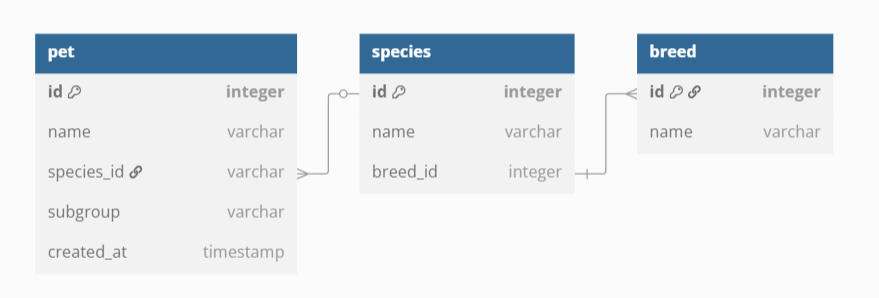 pet
id integer
name varchar
species_id varchar
subgroup varchar
created_at timestamp
species
id integer
name varchar
breed_id integer
breed
id integer
name varchar